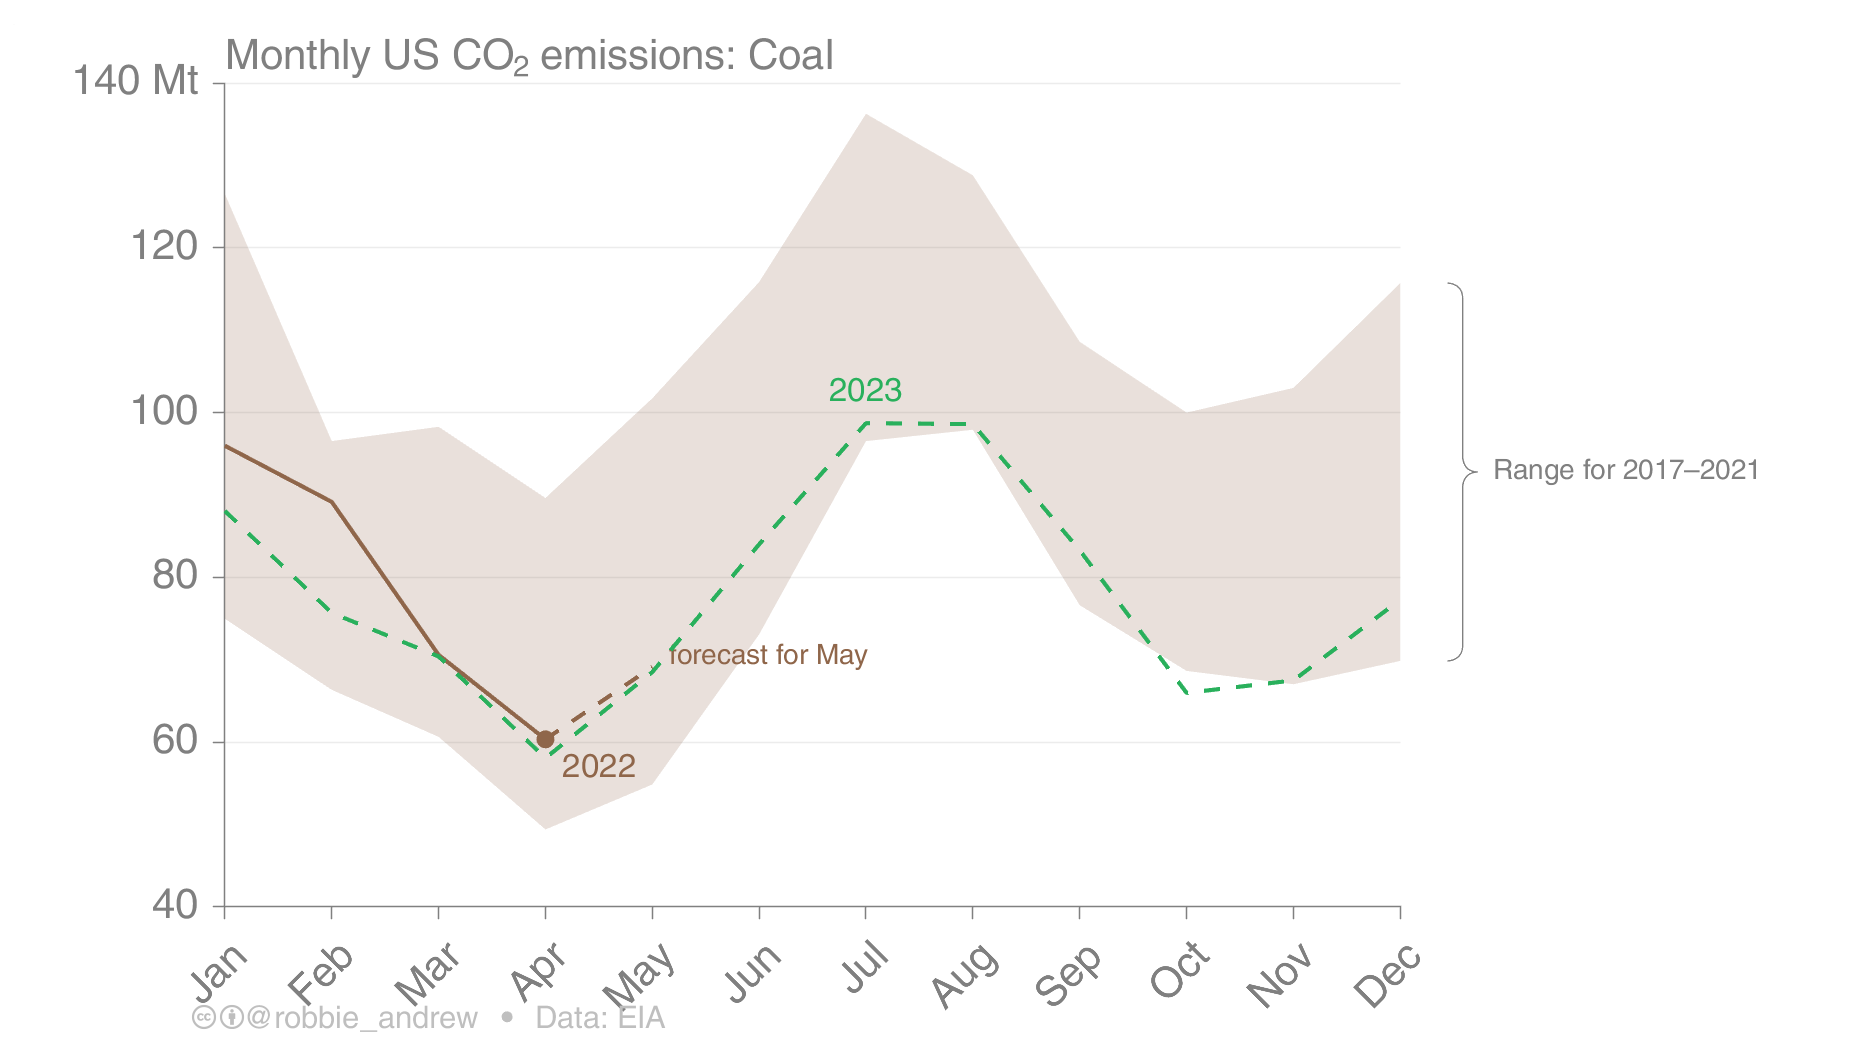 Monthly US CO₂ emissions: Coal
140 Mt
120
100
80
60
40
2023
forecast for May
2022
Range for 2017–2021
Jan
Feb
Mar
Apr
May
Jun
Jul
Aug
Sep
Oct
Nov
Dec
@robbie_andrew • Data: EIA